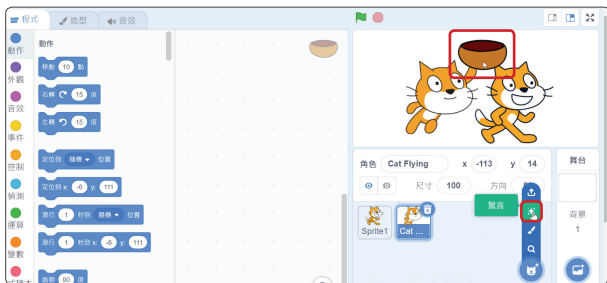 程式 造型 音效
動作
外觀
音效
事件
控制
偵測
運算
變數
動作
移動 10 點
右轉 15 度
左轉 15 度
定位到 隨機 位置
定位到 x: -6 y: 111
滑行 1 秒到 隨機 位置
滑行 1 秒到 x: -6 y: 111
面朝 90 度
角色 Cat Flying x -113 y 14
尺寸 100 方向
驚喜
Sprite1 Cat ...
舞台
背景
1